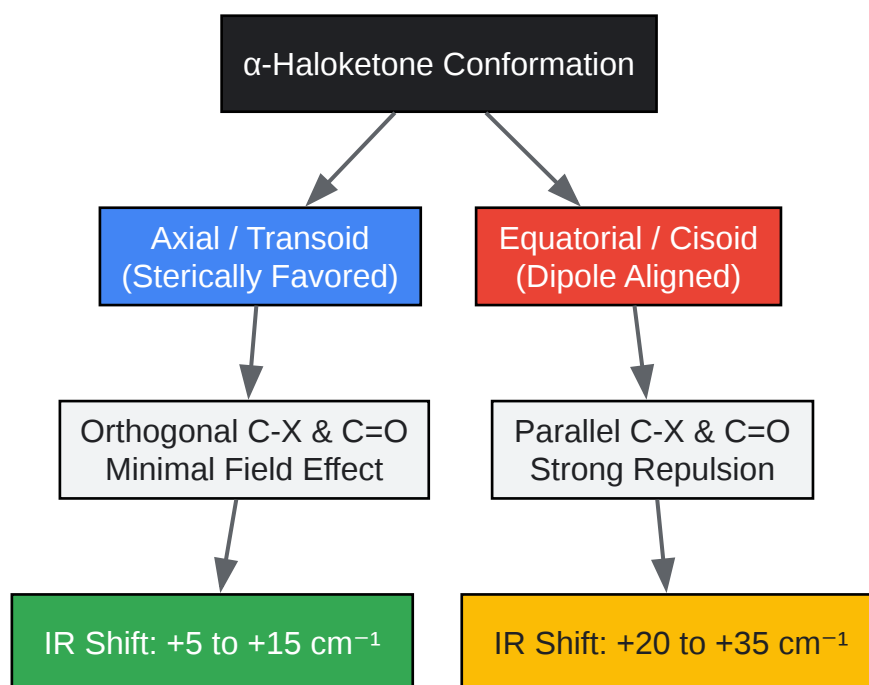 α-Haloketone Conformation
Axial / Transoid
(Sterically Favored)
Equatorial / Cisoid
(Dipole Aligned)
Orthogonal C-X & C=O
Minimal Field Effect
Parallel C-X & C=O
Strong Repulsion
IR Shift: +5 to +15 cm⁻¹
IR Shift: +20 to +35 cm⁻¹